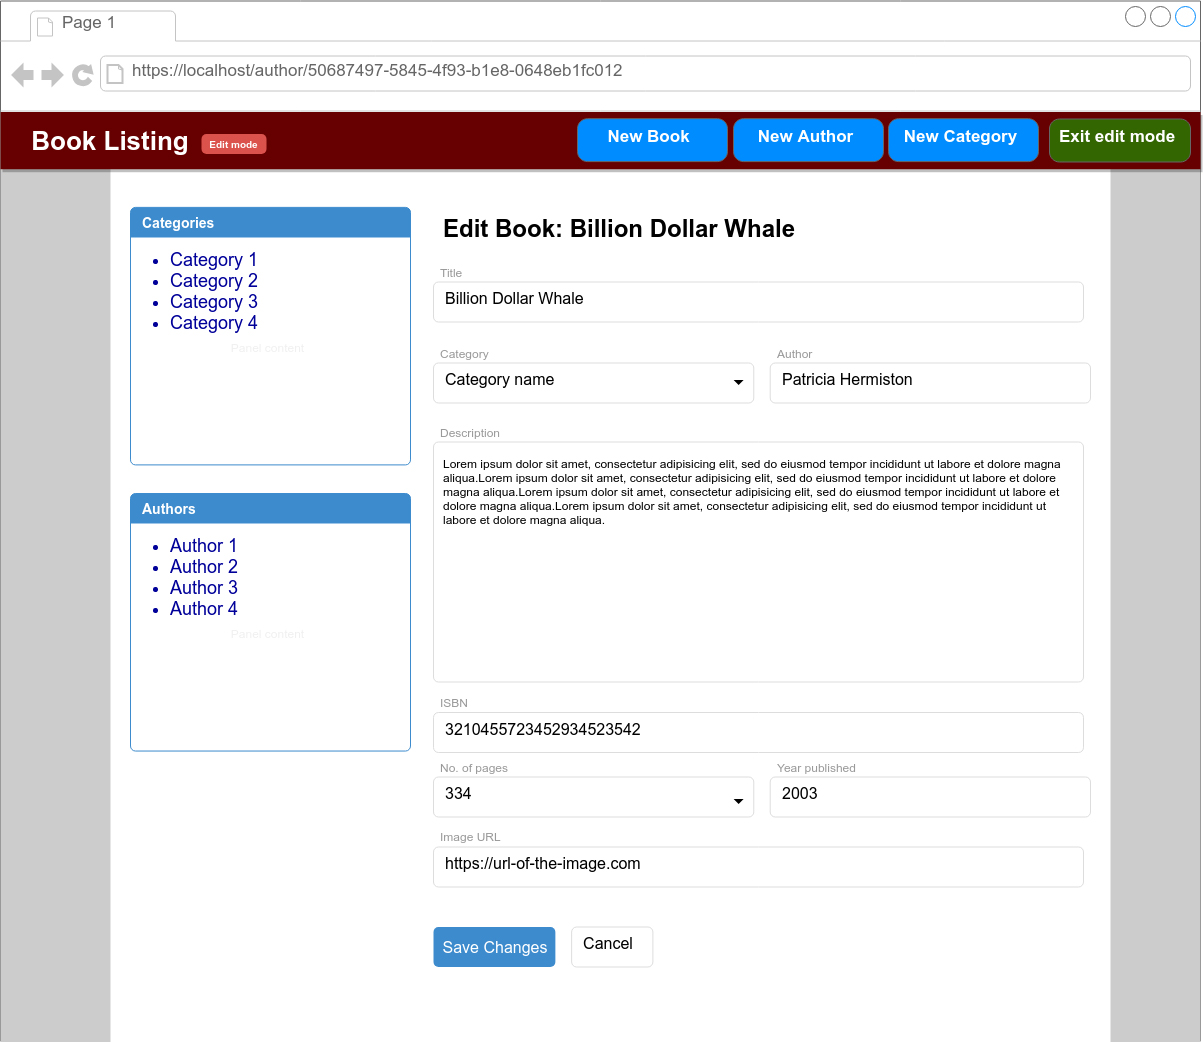 Page 1
https://localhost/author/50687497-5845-4f93-b1e8-0648eb1fc012
Book Listing
Edit mode
New Book
New Author
New Category
Exit edit mode
Categories
Category 1
Category 2
Category 3
Category 4
Panel content
Authors
Author 1
Author 2
Author 3
Author 4
Panel content
Edit Book: Billion Dollar Whale
Title
Billion Dollar Whale
Category
Author
Category name
Patricia Hermiston
Description
Lorem ipsum dolor sit amet, consectetur adipisicing elit, sed do eiusmod tempor incididunt ut labore et dolore magna
aliqua.Lorem ipsum dolor sit amet, consectetur adipisicing elit, sed do eiusmod tempor incididunt ut labore et dolore
magna aliqua.Lorem ipsum dolor sit amet, consectetur adipisicing elit, sed do eiusmod tempor incididunt ut labore et
dolore magna aliqua.Lorem ipsum dolor sit amet, consectetur adipisicing elit, sed do eiusmod tempor incididunt ut
labore et dolore magna aliqua.
ISBN
3210455723452934523542
No. of pages
Year published
334
2003
Image URL
https://url-of-the-image.com
Save Changes
Cancel